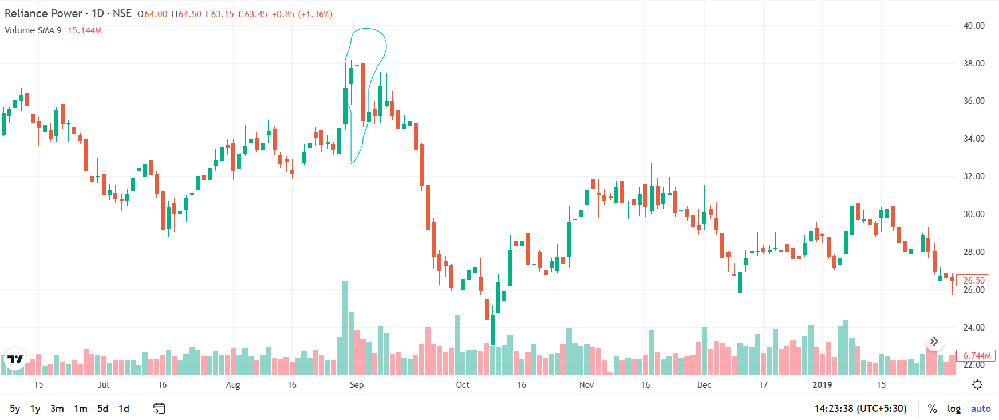 Reliance Power · 1D · NSE O64.00 H64.50 L63.15 C63.45 +0.85 (+1.36%)
Volume SMA 9 15.144M
40.00
38.00
36.00
34.00
32.00
30.00
28.00
26.50
26.00
24.00
6.744M
22.00
15 Jul 16 Aug 16 Sep Oct 16 Nov 16 Dec 17 2019 15
5y 1y 3m 1m 5d 1d 14:23:38 (UTC+5:30) % log auto